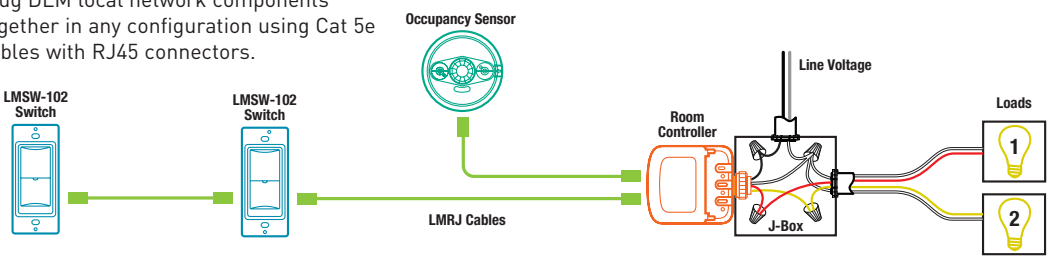 DLM local network components
together in any configuration using Cat 5e
cables with RJ45 connectors.
Occupancy Sensor
Line Voltage
LMSW-102
Switch
LMSW-102
Switch
Room
Controller
Loads
1
LMRJ Cables
J-Box
2